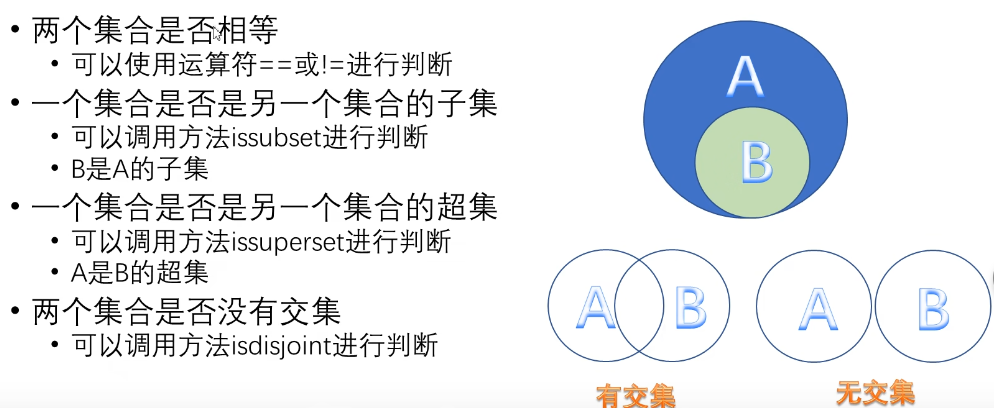 • 两个集合是否相等
• 可以使用运算符==或!=进行判断
• 一个集合是否是另一个集合的子集
• 可以调用方法issubset进行判断
• B是A的子集
• 一个集合是否是另一个集合的超集
• 可以调用方法issuperset进行判断
• A是B的超集
• 两个集合是否没有交集
• 可以调用方法isdisjoint进行判断
A
B
A B
A B
有交集
无交集